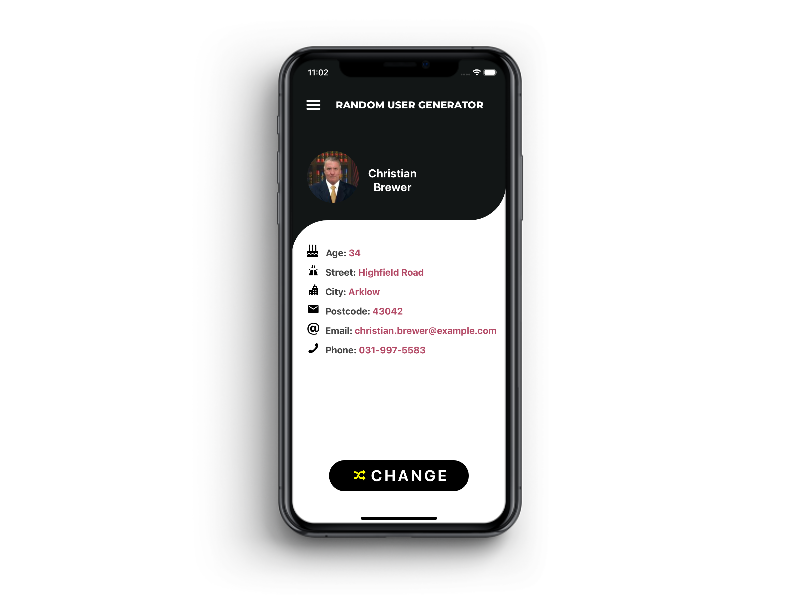 11:02
RANDOM USER GENERATOR
Christian
Brewer
Age: 34
Street: Highfield Road
City: Arklow
Postcode: 43042
Email: christian.brewer@example.com
Phone: 031-997-5583
CHANGE